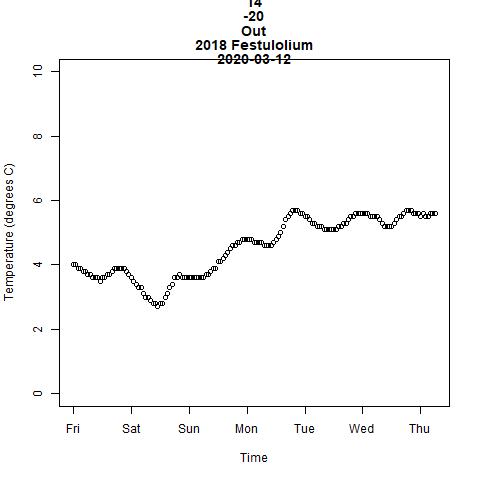 14
-20
Out
2018 Festulolium
2020-03-12
10
8
6
4
2
0
Temperature (degrees C)
Fri Sat Sun Mon Tue Wed Thu
Time